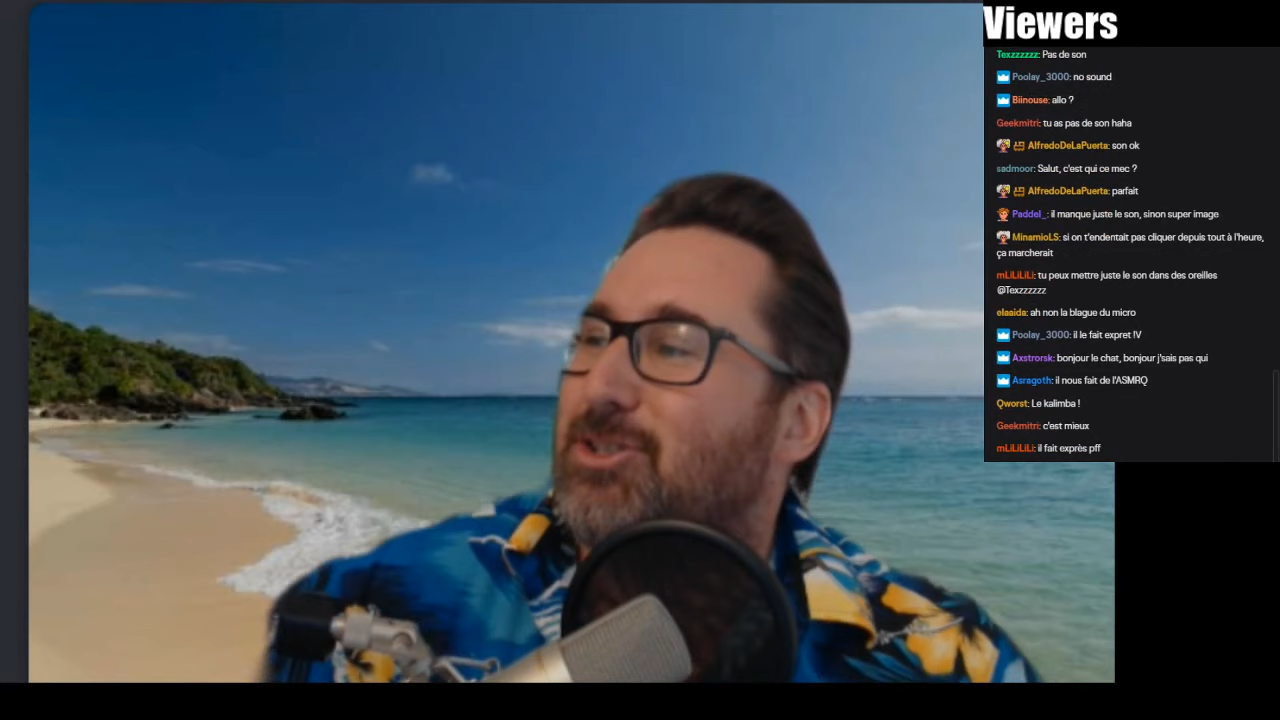 Viewers
Texzzzzzz: Pas de son
Poolay_3000: no sound
Biinouse: allo ?
Geekmitri: tu as pas de son haha
AlfredoDeLaPuerta: son ok
sadmoor: Salut, c'est qui ce mec ?
AlfredoDeLaPuerta: parfait
Paddel_: il manque juste le son, sinon super image
MinamioLS: si on t'endentait pas cliquer depuis tout à l'heure,
ça marcherait
mLiLiLiLi: tu peux mettre juste le son dans des oreilles
@Texzzzzzz
elaaida: ah non la blague du micro
Poolay_3000: il le fait expret !V
Axstrorsk: bonjour le chat, bonjour j'sais pas qui
Asragoth: il nous fait de l'ASMRQ
Qworst: Le kalimba !
Geekmitri: c'est mieux
mLiLiLiLi: il fait exprès pff